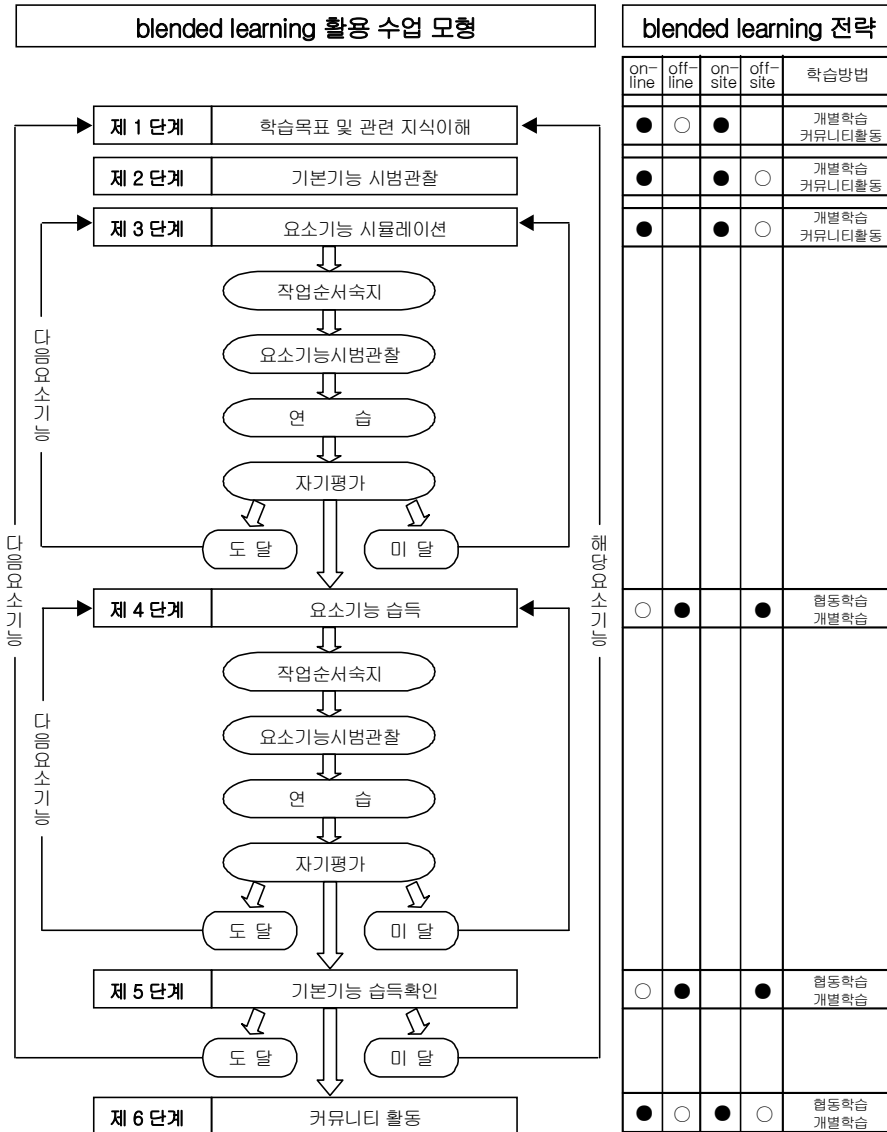 blended learning 활용 수업 모형
blended learning 전략
on-line
off-line
on-site
off-site
학습방법
제 1 단계
학습목표 및 관련 지식이해
● ○ ●
개별학습
커뮤니티활동
제 2 단계
기본기능 시범관찰
● ● ○
개별학습
커뮤니티활동
제 3 단계
요소기능 시뮬레이션
● ● ○
개별학습
커뮤니티활동
작업순서숙지
요소기능시범관찰
연 습
자기평가
도 달
미 달
다음요소기능
다음요소기능
해당요소기능
제 4 단계
요소기능 습득
○ ● ●
협동학습
개별학습
작업순서숙지
요소기능시범관찰
연 습
자기평가
도 달
미 달
다음요소기능
제 5 단계
기본기능 습득확인
○ ● ●
협동학습
개별학습
도 달
미 달
제 6 단계
커뮤니티 활동
● ○ ● ○
협동학습
개별학습